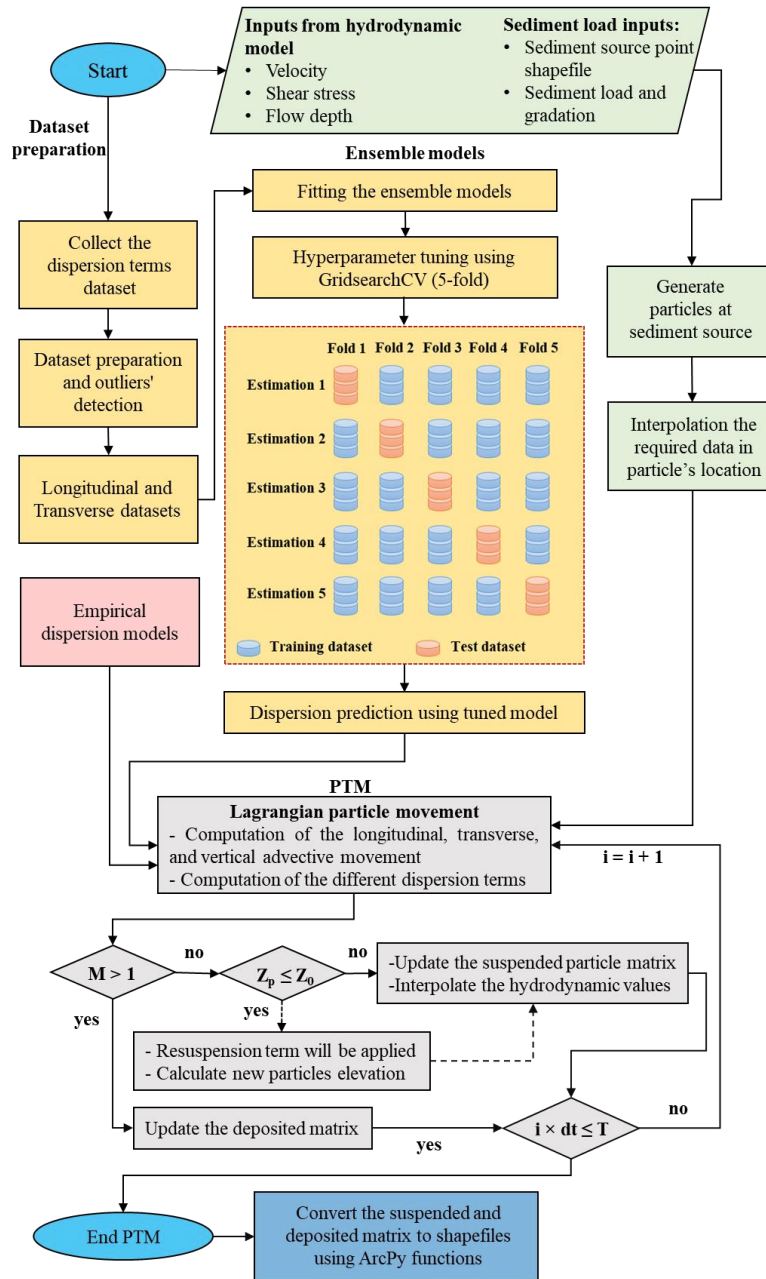 Start
Inputs from hydrodynamic
model
• Velocity
• Shear stress
• Flow depth
Sediment load inputs:
• Sediment source point
shapefile
• Sediment load and
gradation
Dataset
preparation
Ensemble models
Collect the
dispersion terms
dataset
Dataset preparation
and outliers'
detection
Longitudinal and
Transverse datasets
Fitting the ensemble models
Hyperparameter tuning using
GridsearchCV (5-fold)
Fold 1 Fold 2 Fold 3 Fold 4 Fold 5
Estimation 1
Estimation 2
Estimation 3
Estimation 4
Estimation 5
Training dataset Test dataset
Generate
particles at
sediment source
Interpolation the
required data in
particle's location
Empirical
dispersion models
Dispersion prediction using tuned model
PTM
Lagrangian particle movement
- Computation of the longitudinal, transverse,
and vertical advective movement
- Computation of the different dispersion terms
i = i + 1
M > 1
no
Zp ≤ Z0
no
-Update the suspended particle matrix
-Interpolate the hydrodynamic values
yes
yes
- Resuspension term will be applied
- Calculate new particles elevation
Update the deposited matrix
yes
i × dt ≤ T
no
End PTM
Convert the suspended and
deposited matrix to shapefiles
using ArcPy functions